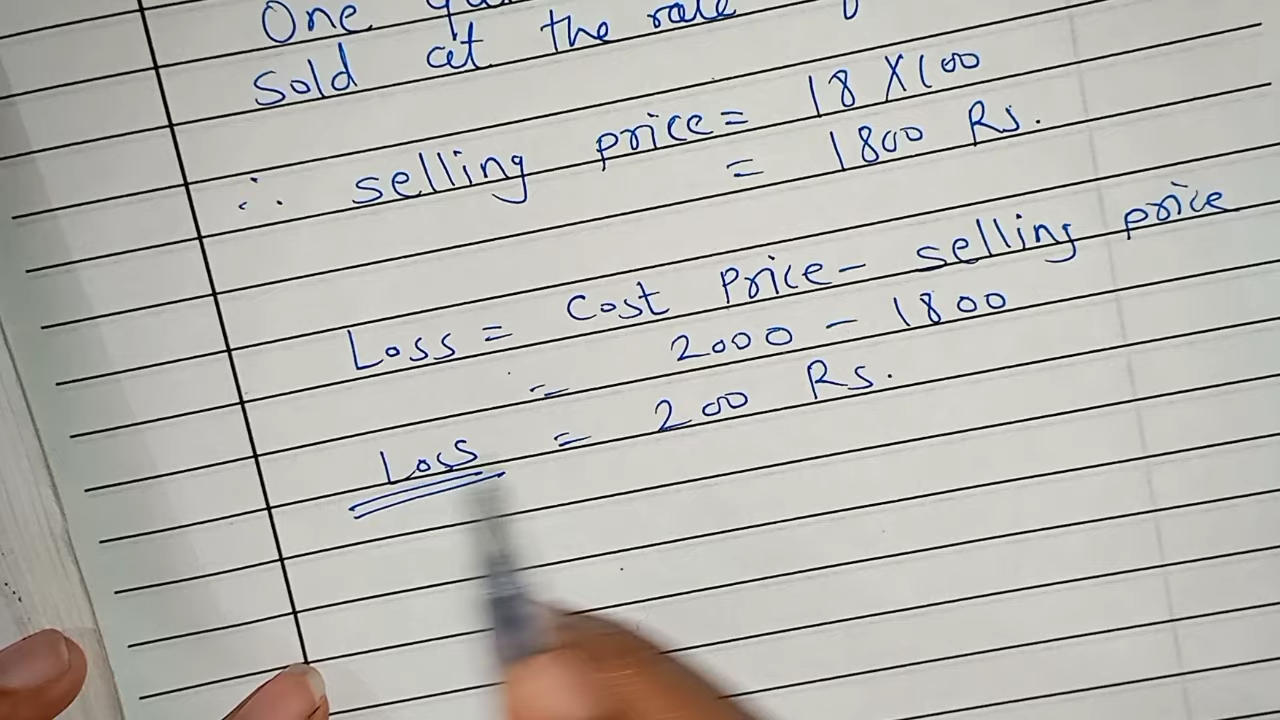 One
Sold at the rate
∴ selling price = 18 X 100
= 1800 Rs.
Loss = Cost Price - selling price
= 2000 - 1800
Loss = 200 Rs.